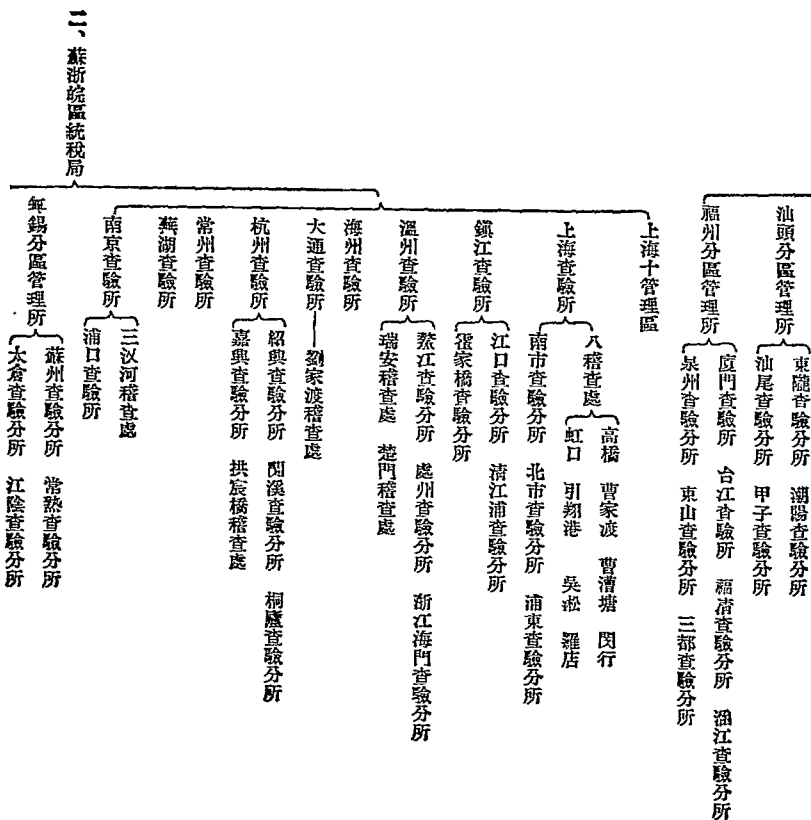 汕頭分區管理所
東隴查驗分所 潮陽查驗分所
汕尾查驗分所 甲子查驗分所
福州分區管理所
廈門查驗所 台江查驗所 福清查驗分所 涵江查驗分所
泉州查驗分所 東山查驗分所 三都查驗分所
二、蘇浙皖區統稅局
上海十管理區
上海查驗所
八稽查處
高橋 曹家渡 曹漕塘 閔行
虹口 引翔港 吳淞 羅店
南市查驗分所 北市查驗分所 浦東查驗分所
鎮江查驗所
江口查驗分所 清江浦查驗分所
霍家橋查驗分所
溫州查驗所
鰲江查驗分所 處州查驗分所 浙江海門查驗分所
瑞安稽查處 楚門稽查處
海州查驗所
大通查驗所
劉家渡稽查處
杭州查驗所
紹興查驗分所 閑溪查驗分所 桐廬查驗分所
嘉興查驗分所 拱宸橋稽查處
常州查驗所
蕪湖查驗所
南京查驗所
三汊河稽查處
浦口查驗所
無錫分區管理所
蘇州查驗分所 常熟查驗分所
太倉查驗分所 江陰查驗分所